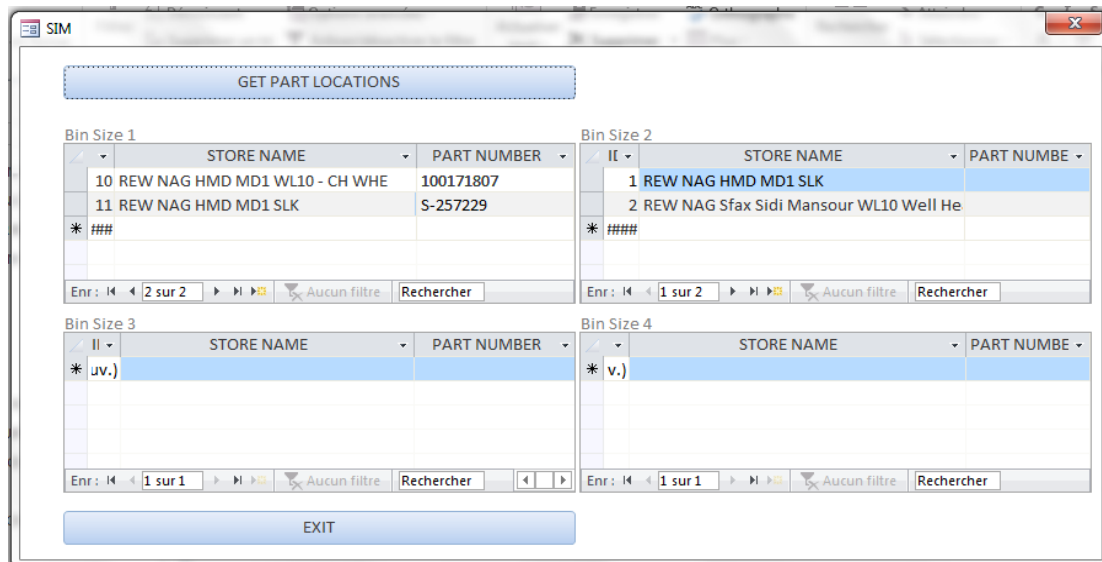 SIM
GET PART LOCATIONS
Bin Size 1
STORE NAME PART NUMBER
10 REW NAG HMD MD1 WL10 - CH WHE 100171807
11 REW NAG HMD MD1 SLK S-257229
* ###
Enr : 2 sur 2 Aucun filtre Rechercher
Bin Size 2
II STORE NAME PART NUMBE
1 REW NAG HMD MD1 SLK
2 REW NAG Sfax Sidi Mansour WL10 Well He
* ####
Enr : 1 sur 2 Aucun filtre Rechercher
Bin Size 3
II STORE NAME PART NUMBER
* uv.)
Enr : 1 sur 1 Aucun filtre Rechercher
Bin Size 4
STORE NAME PART NUMBE
* v.)
Enr : 1 sur 1 Aucun filtre Rechercher
EXIT